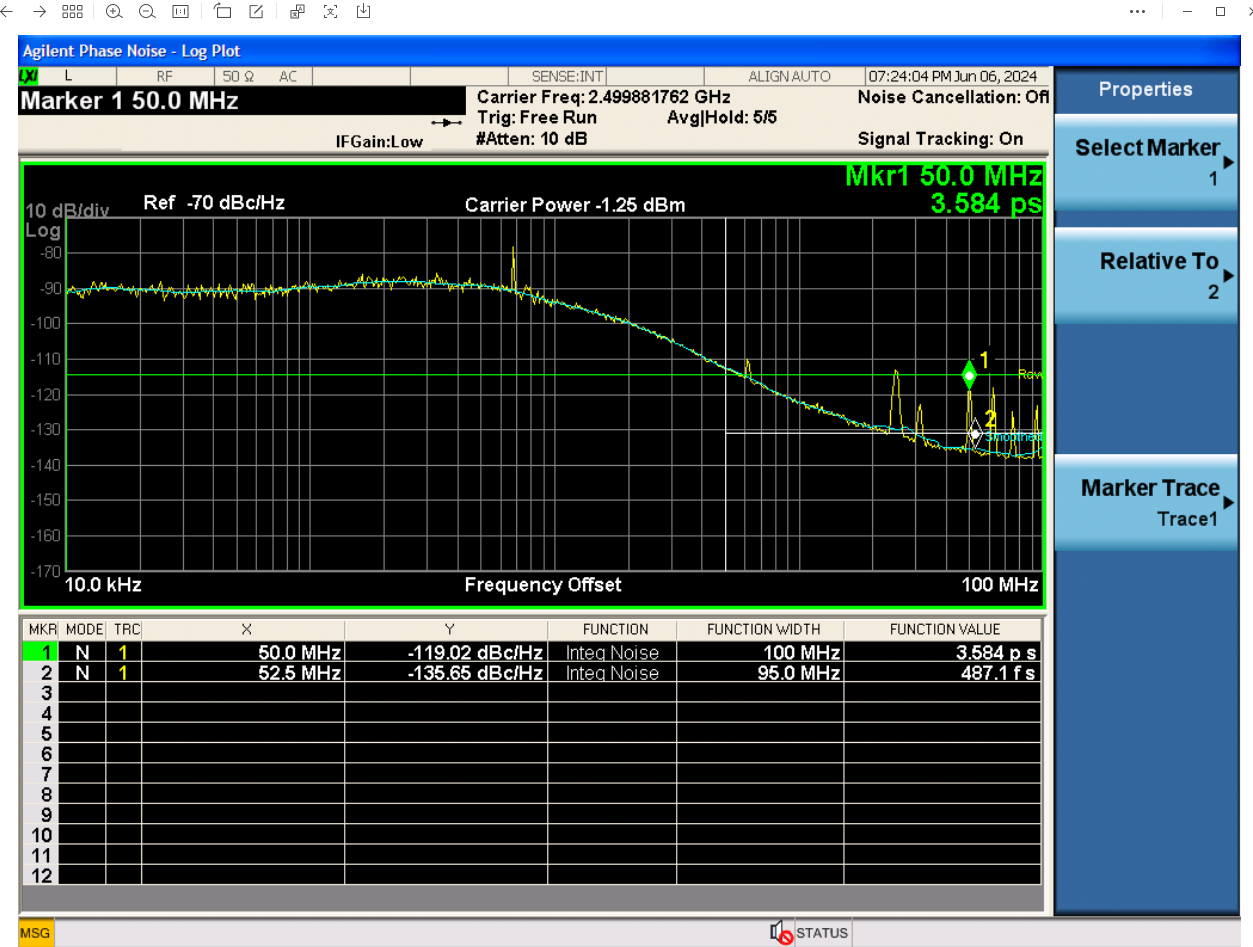 Agilent Phase Noise - Log Plot
LXI L RF 50 Ω AC SENSE:INT ALIGN AUTO 07:24:04 PM Jun 06, 2024
Marker 1 50.0 MHz
Carrier Freq: 2.499881762 GHz
Noise Cancellation: Off
Trig: Free Run Avg|Hold: 5/5
IFGain:Low #Atten: 10 dB Signal Tracking: On
Mkr1 50.0 MHz
3.584 ps
10 dB/div Ref -70 dBc/Hz Carrier Power -1.25 dBm
Log
-80
-90
-100
-110
-120
-130
-140
-150
-160
-170
1
Raw
2
Smoothed
10.0 kHz Frequency Offset 100 MHz
MKR MODE TRC X Y FUNCTION FUNCTION WIDTH FUNCTION VALUE
1 N 1 50.0 MHz -119.02 dBc/Hz Integ Noise 100 MHz 3.584 p s
2 N 1 52.5 MHz -135.65 dBc/Hz Integ Noise 95.0 MHz 487.1 f s
3
4
5
6
7
8
9
10
11
12
MSG STATUS
Properties
Select Marker
1
Relative To
2
Marker Trace
Trace1